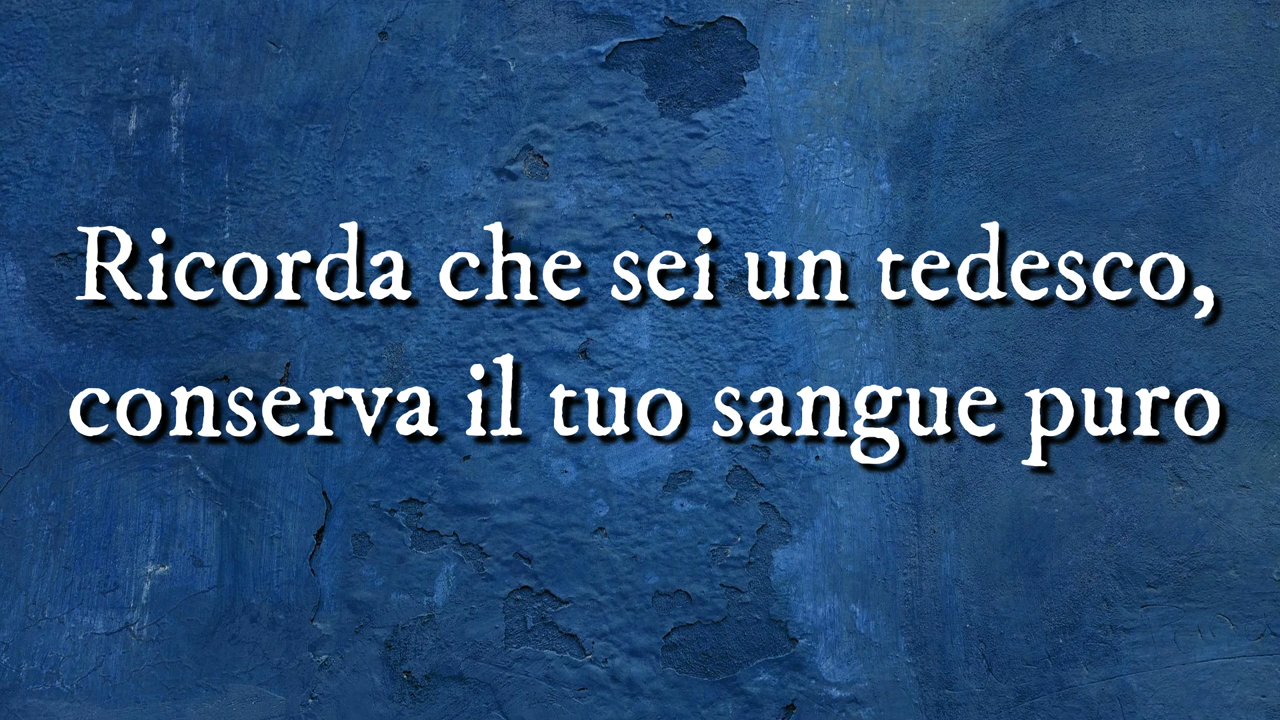 Ricorda che sei un tedesco,
conserva il tuo sangue puro